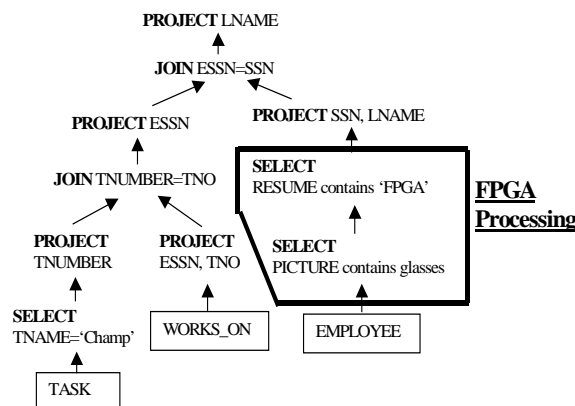 PROJECT LNAME
JOIN ESSN=SSN
PROJECT ESSN
PROJECT SSN, LNAME
JOIN TNUMBER=TNO
SELECT
RESUME contains ‘FPGA’
FPGA
Processing
PROJECT
TNUMBER
PROJECT
ESSN, TNO
SELECT
PICTURE contains glasses
SELECT
TNAME=‘Champ’
WORKS_ON
EMPLOYEE
TASK